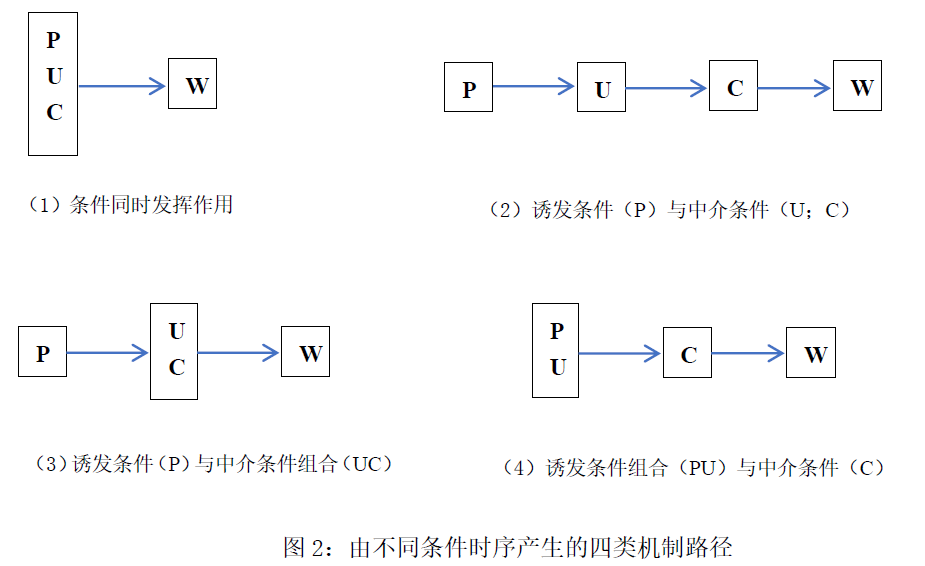 P
U
C
W
(1)条件同时发挥作用
P
U
C
W
(2)诱发条件(P)与中介条件(U；C)
P
U
C
W
(3)诱发条件(P)与中介条件组合(UC)
P
U
C
W
(4)诱发条件组合(PU)与中介条件(C)
图 2：由不同条件时序产生的四类机制路径